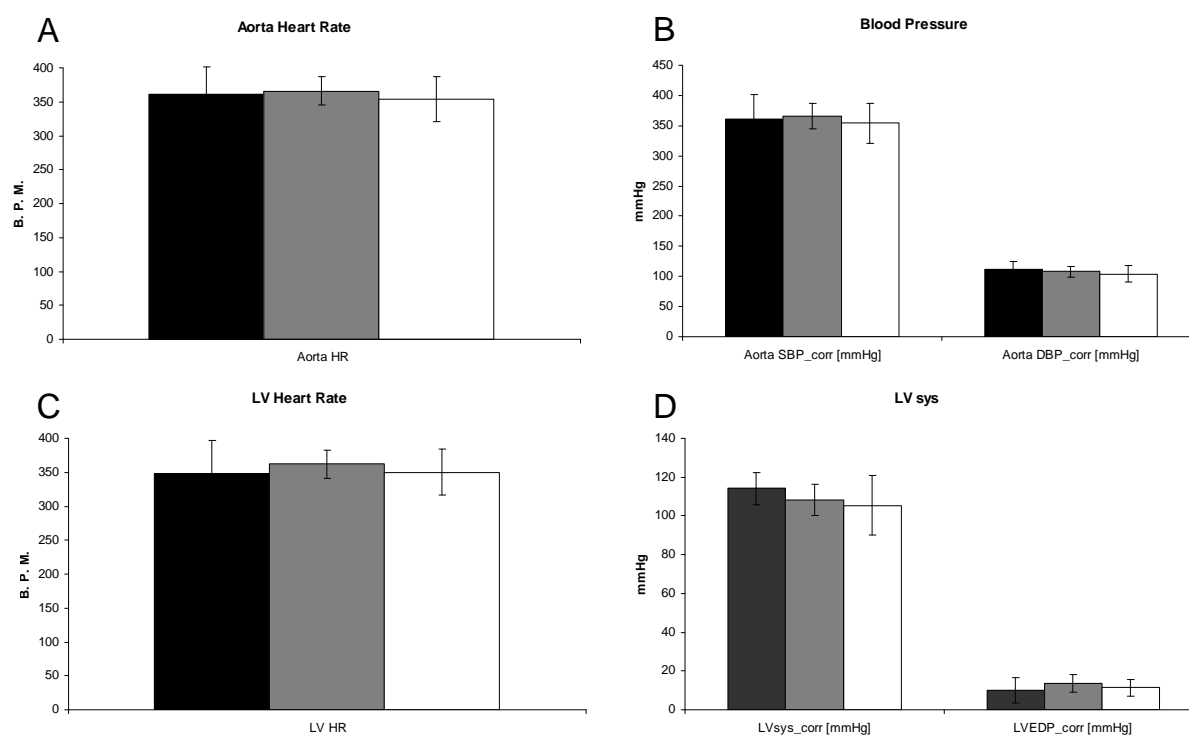 A
Aorta Heart Rate
400
350
300
250
200
150
100
50
0
B. P. M.
Aorta HR
B
Blood Pressure
450
400
350
300
250
200
150
100
50
0
mmHg
Aorta SBP_corr [mmHg]
Aorta DBP_corr [mmHg]
C
LV Heart Rate
400
350
300
250
200
150
100
50
0
B. P. M.
LV HR
D
LV sys
140
120
100
80
60
40
20
0
mmHg
LVsys_corr [mmHg]
LVEDP_corr [mmHg]